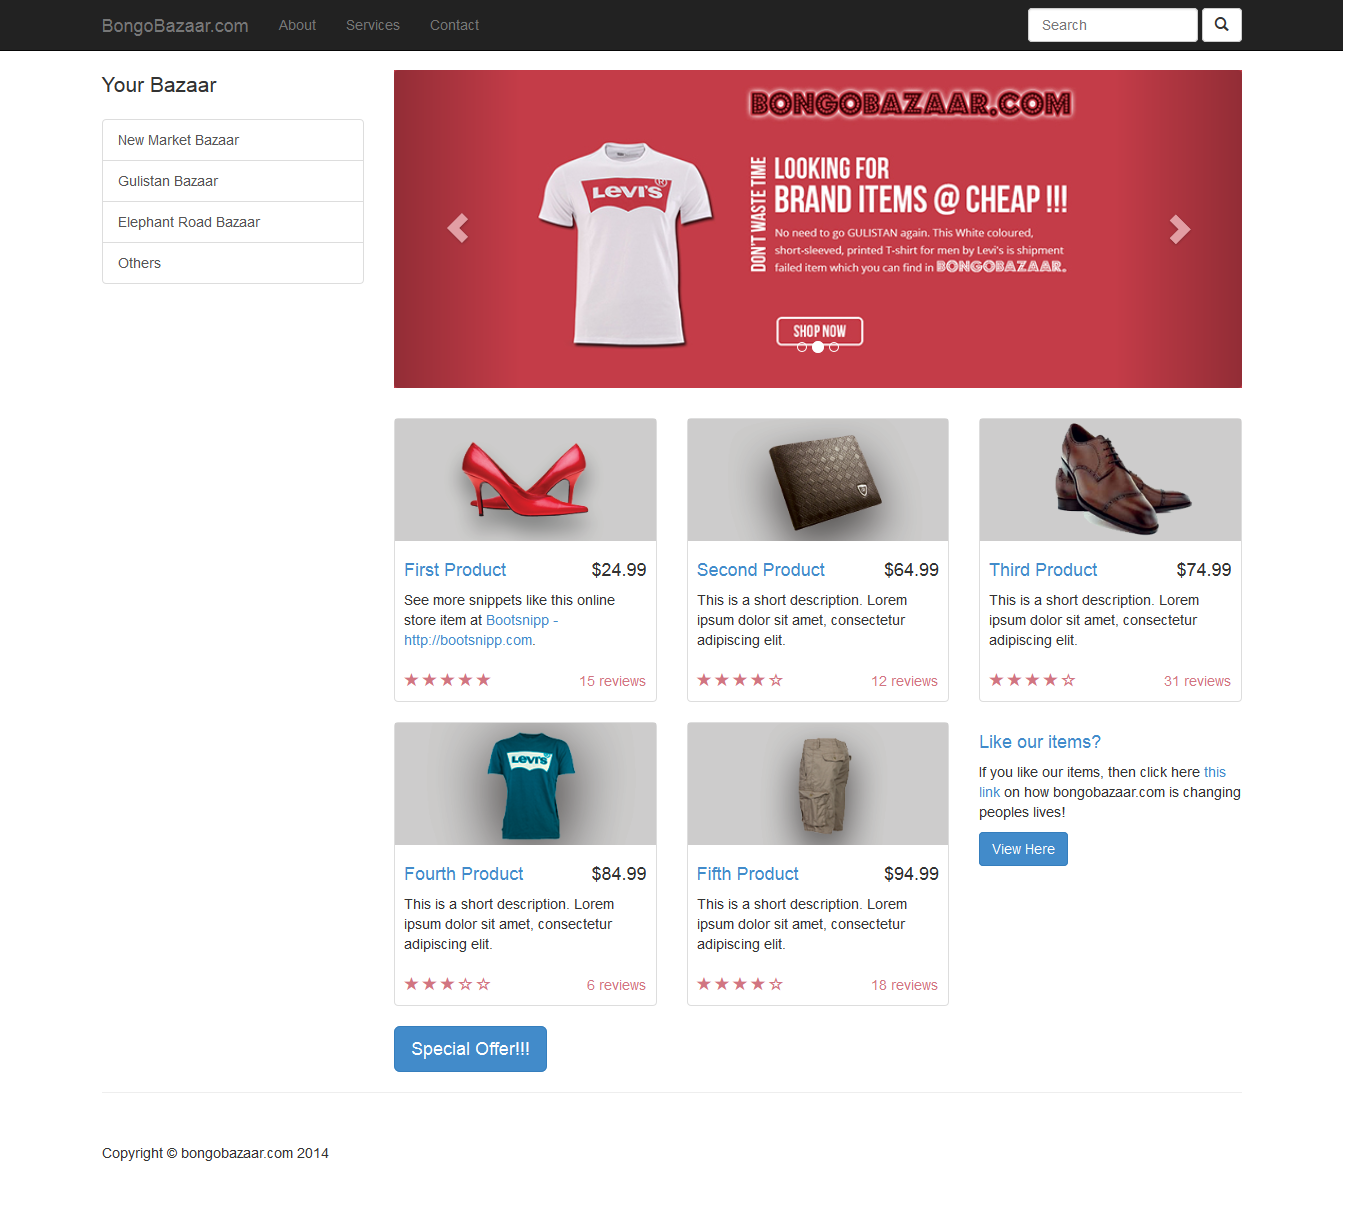 BongoBazaar.com About Services Contact Search
Your Bazaar
New Market Bazaar
Gulistan Bazaar
Elephant Road Bazaar
Others
BONGOBAZAAR.COM
LEVI'S ®
DON'T WASTE TIME
LOOKING FOR
BRAND ITEMS @ CHEAP !!!
No need to go GULISTAN again. This White coloured,
short-sleeved, printed T-shirt for men by Levi's is shipment
failed item which you can find in BONGOBAZAAR.
SHOP NOW
First Product $24.99
See more snippets like this online
store item at Bootsnipp -
http://bootsnipp.com.
15 reviews
Second Product $64.99
This is a short description. Lorem
ipsum dolor sit amet, consectetur
adipiscing elit.
12 reviews
Third Product $74.99
This is a short description. Lorem
ipsum dolor sit amet, consectetur
adipiscing elit.
31 reviews
LEVI'S
Fourth Product $84.99
This is a short description. Lorem
ipsum dolor sit amet, consectetur
adipiscing elit.
6 reviews
Fifth Product $94.99
This is a short description. Lorem
ipsum dolor sit amet, consectetur
adipiscing elit.
18 reviews
Like our items?
If you like our items, then click here this
link on how bongobazaar.com is changing
peoples lives!
View Here
Special Offer!!!
Copyright © bongobazaar.com 2014